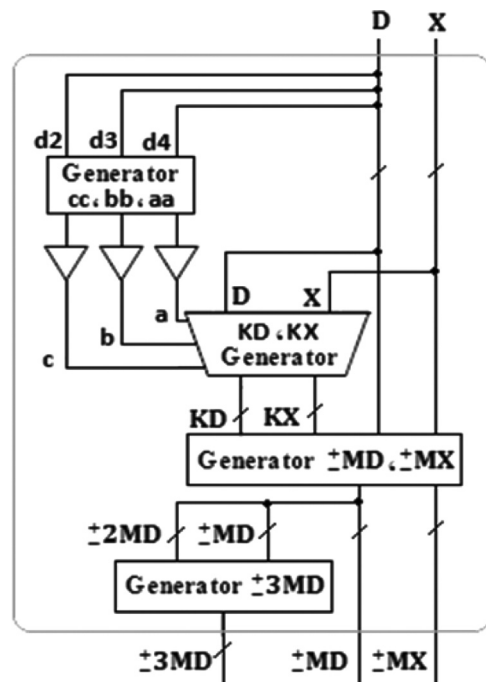 D X
d2 d3 d4
Generator
cc، bb، aa
D X
a
b
c
KD ، KX
Generator
KD KX
Generator ±MD ، ±MX
±2MD ±MD
Generator ±3MD
±3MD ±MD ±MX